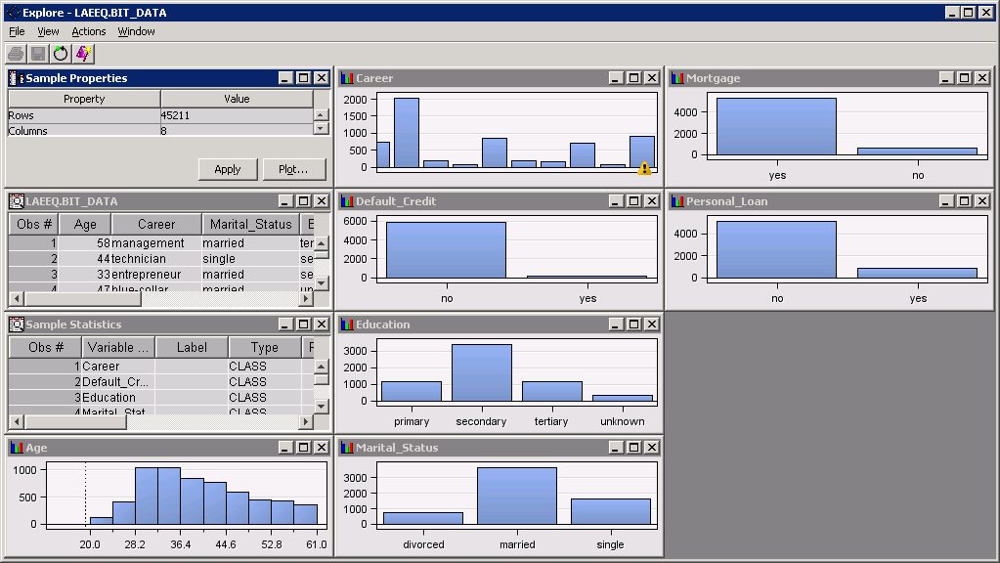 Explore - LAEEQ.BIT_DATA
File View Actions Window
Sample Properties
Property Value
Rows 45211
Columns 8
Apply Plot...
Career
2000
1500
1000
500
0
Mortgage
4000
2000
0
yes no
LAEEQ.BIT_DATA
Obs # Age Career Marital_Status E
1 58 management married ter
2 44 technician single se
3 33 entrepreneur married se
4 47 blue-collar married un
Default_Credit
6000
4000
2000
0
no yes
Personal_Loan
4000
2000
0
no yes
Sample Statistics
Obs # Variable ... Label Type
1 Career CLASS
2 Default_Cr... CLASS
3 Education CLASS
4 Marital_Stat CLASS
Education
3000
2000
1000
0
primary secondary tertiary unknown
Age
1000
500
0
20.0 28.2 36.4 44.6 52.8 61.0
Marital_Status
3000
2000
1000
0
divorced married single